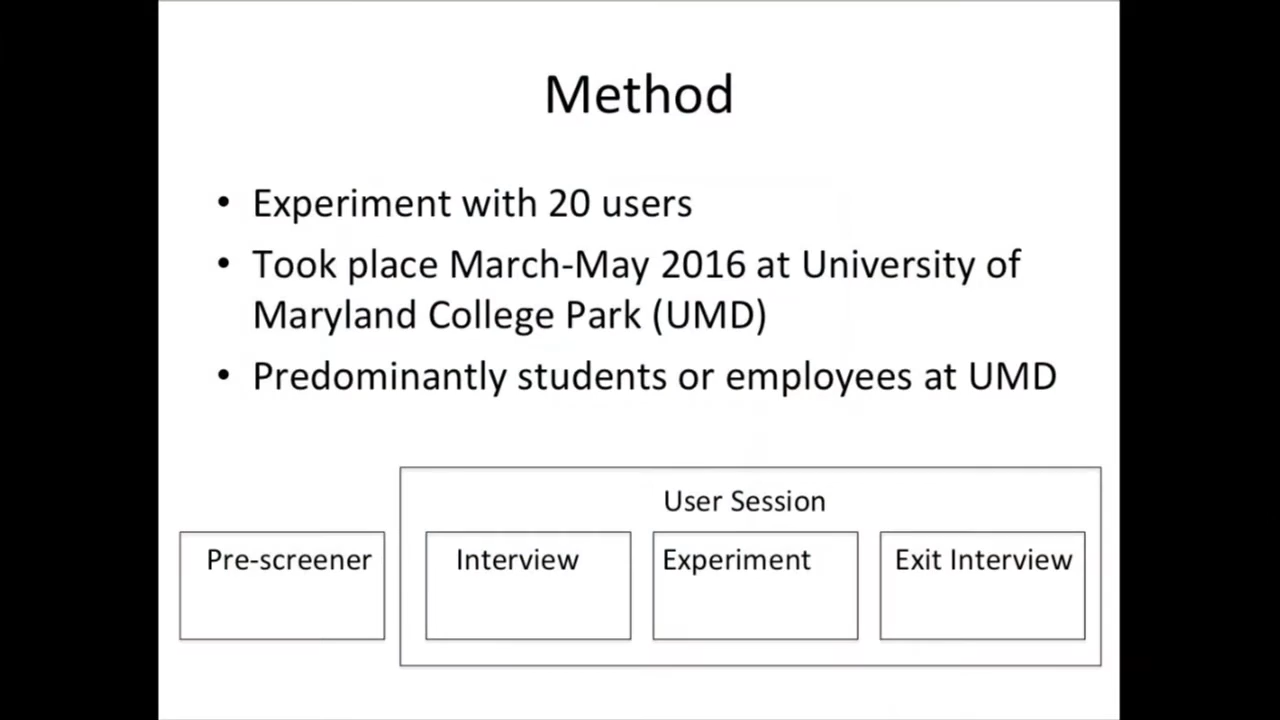 Method
• Experiment with 20 users
• Took place March-May 2016 at University of
Maryland College Park (UMD)
• Predominantly students or employees at UMD
User Session
Pre-screener
Interview
Experiment
Exit Interview